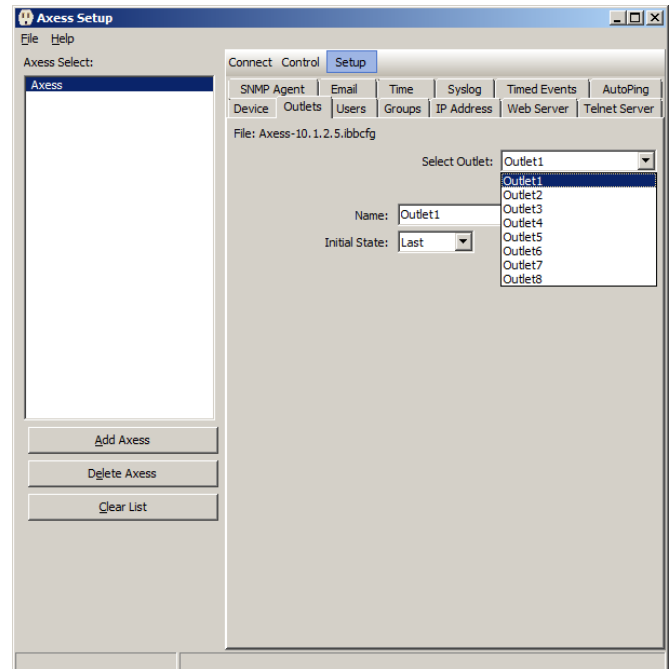 Axess Setup
File Help
Axess Select:
Axess
Add Axess
Delete Axess
Clear List
Connect Control Setup
SNMP Agent Email Time Syslog Timed Events AutoPing
Device Outlets Users Groups IP Address Web Server Telnet Server
File: Axess-10.1.2.5.ibbcfg
Select Outlet: Outlet1
Outlet1
Outlet2
Outlet3
Outlet4
Outlet5
Outlet6
Outlet7
Outlet8
Name: Outlet1
Initial State: Last